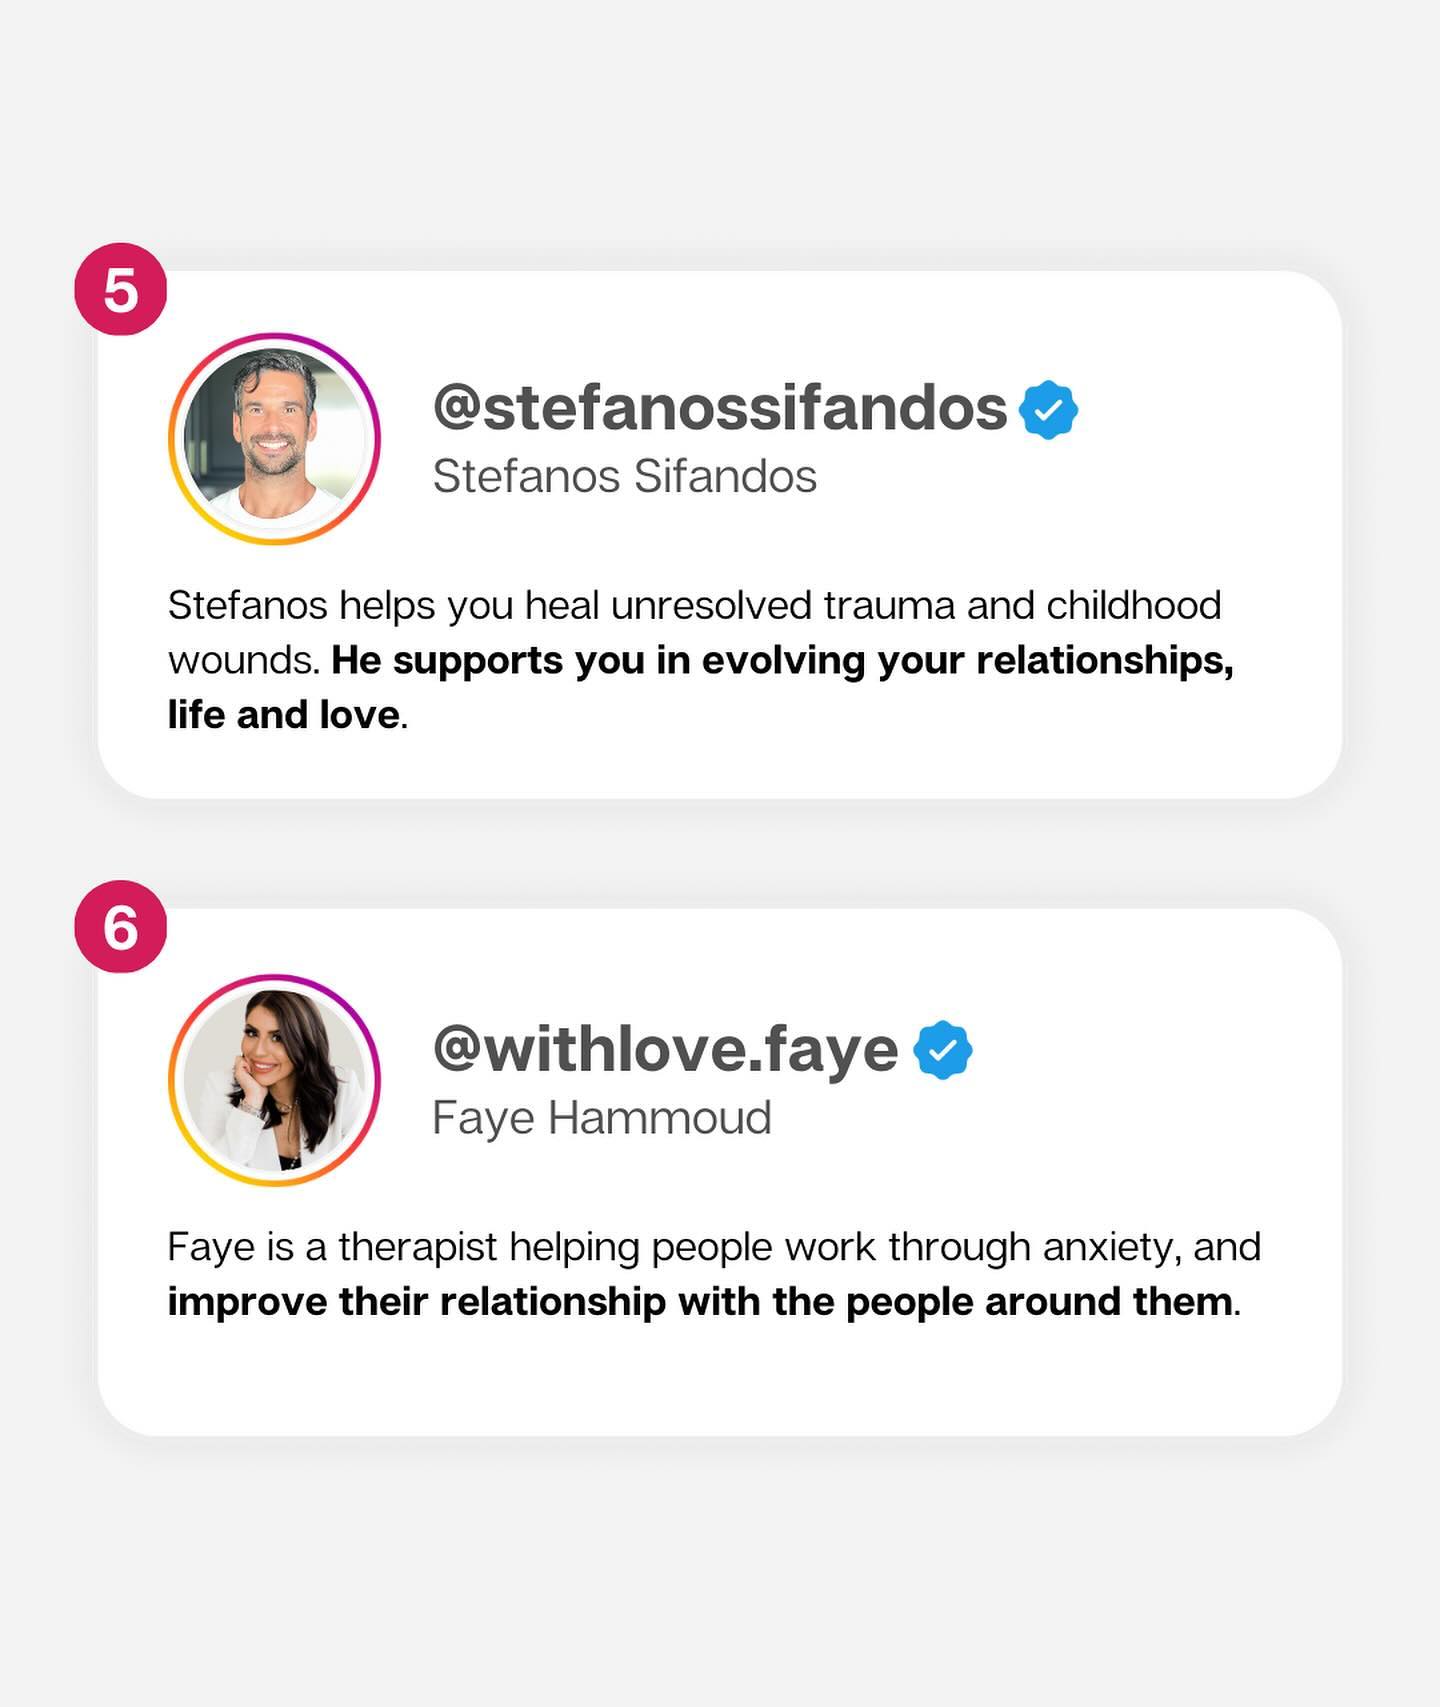 5
@stefanossifandos
Stefanos Sifandos
Stefanos helps you heal unresolved trauma and childhood
wounds. He supports you in evolving your relationships,
life and love.
6
@withlove.faye
Faye Hammoud
Faye is a therapist helping people work through anxiety, and
improve their relationship with the people around them.